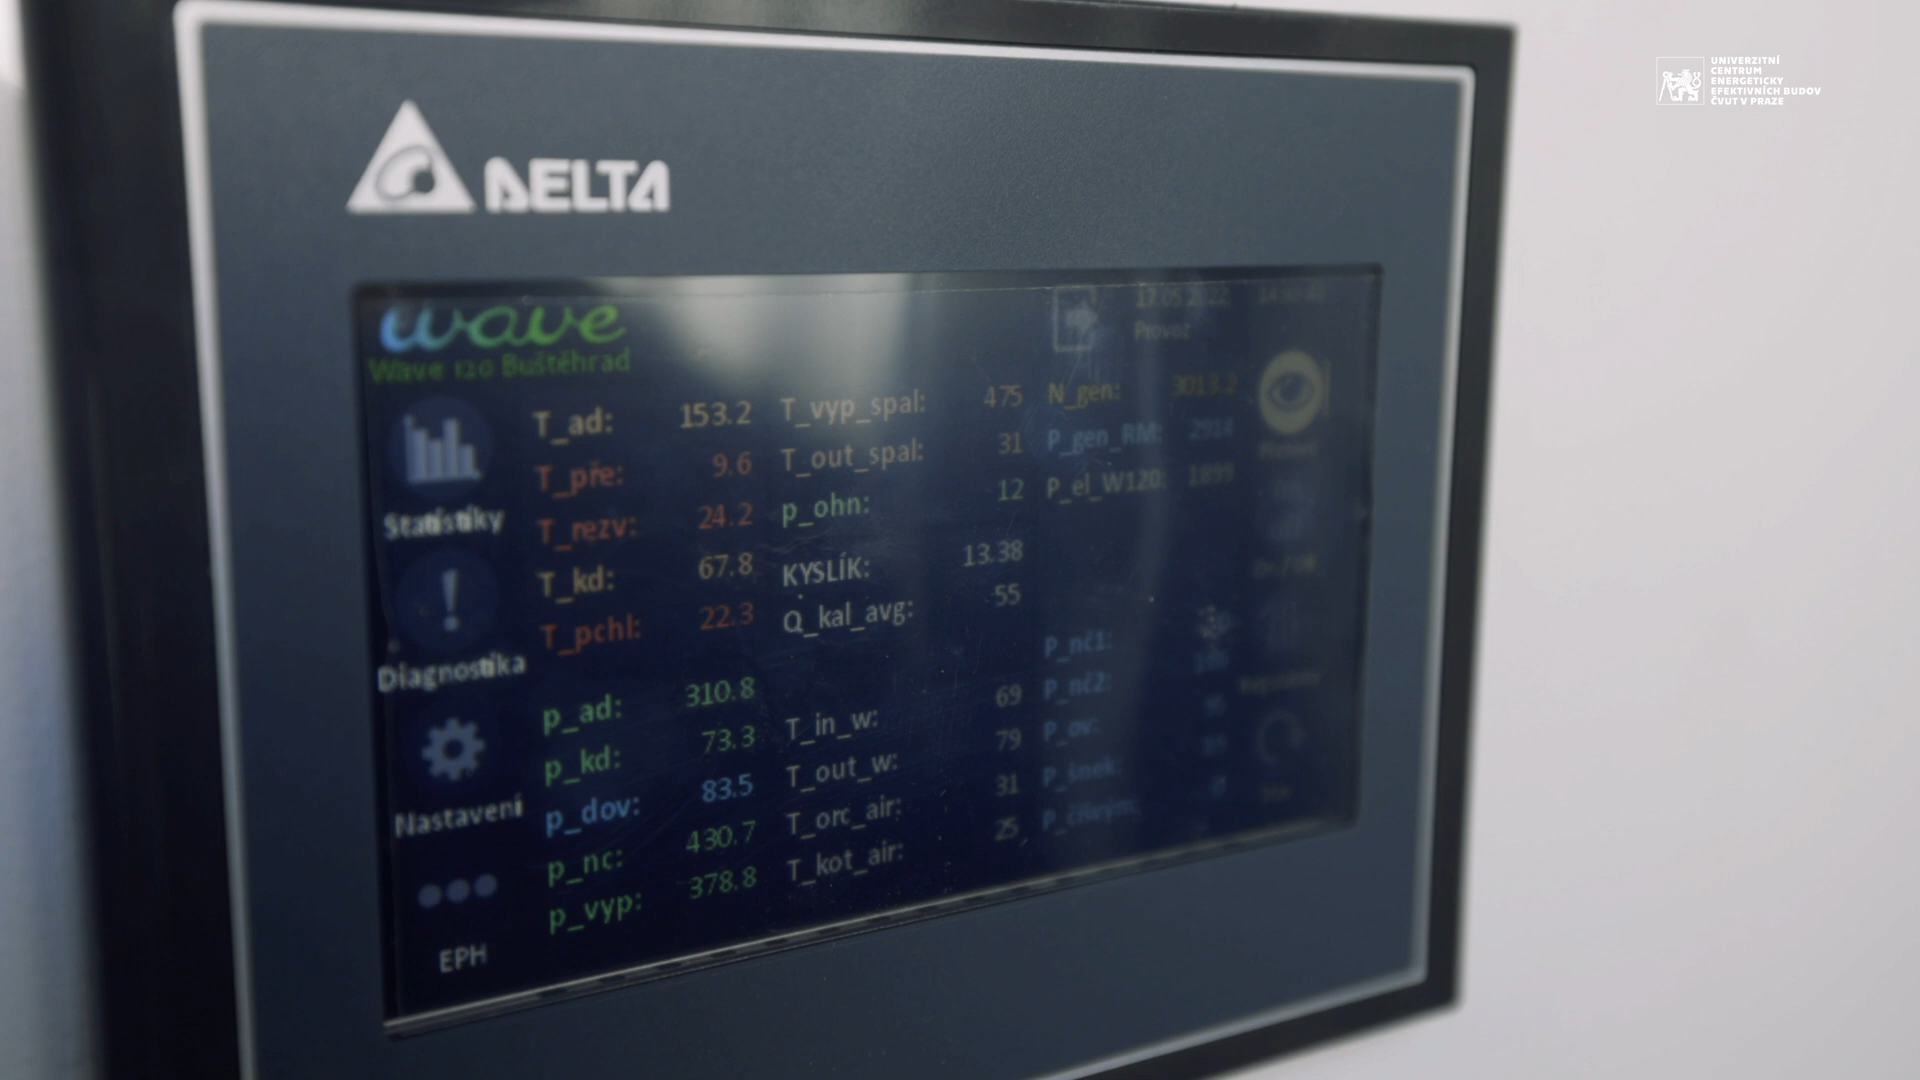 UNIVERZITNÍ
CENTRUM
ENERGETICKY
EFEKTIVNÍCH BUDOV
ČVUT V PRAZE
DELTA
wave
Wave 120 Buštěhrad
17.05.2022
Provoz
Statistiky
Diagnostika
Nastavení
EPH
T_ad: 153.2
T_pře: 9.6
T_rezv: 24.2
T_kd: 67.8
T_pchl: 22.3
p_ad: 310.8
p_kd: 73.3
p_dov: 83.5
p_nc: 430.7
p_vyp: 378.8
T_vyp_spal: 475
T_out_spal: 31
p_ohn: 12
KYSLÍK: 13.38
Q_kal_avg: 55
T_in_w: 69
T_out_w: 79
T_orc_air: 31
T_kot_air: 25
N_gen: 3013.2
P_gen_RM: 2914
P_el_W120: 1899
P_nč1:
P_nč2:
P_ov:
P_šnek: